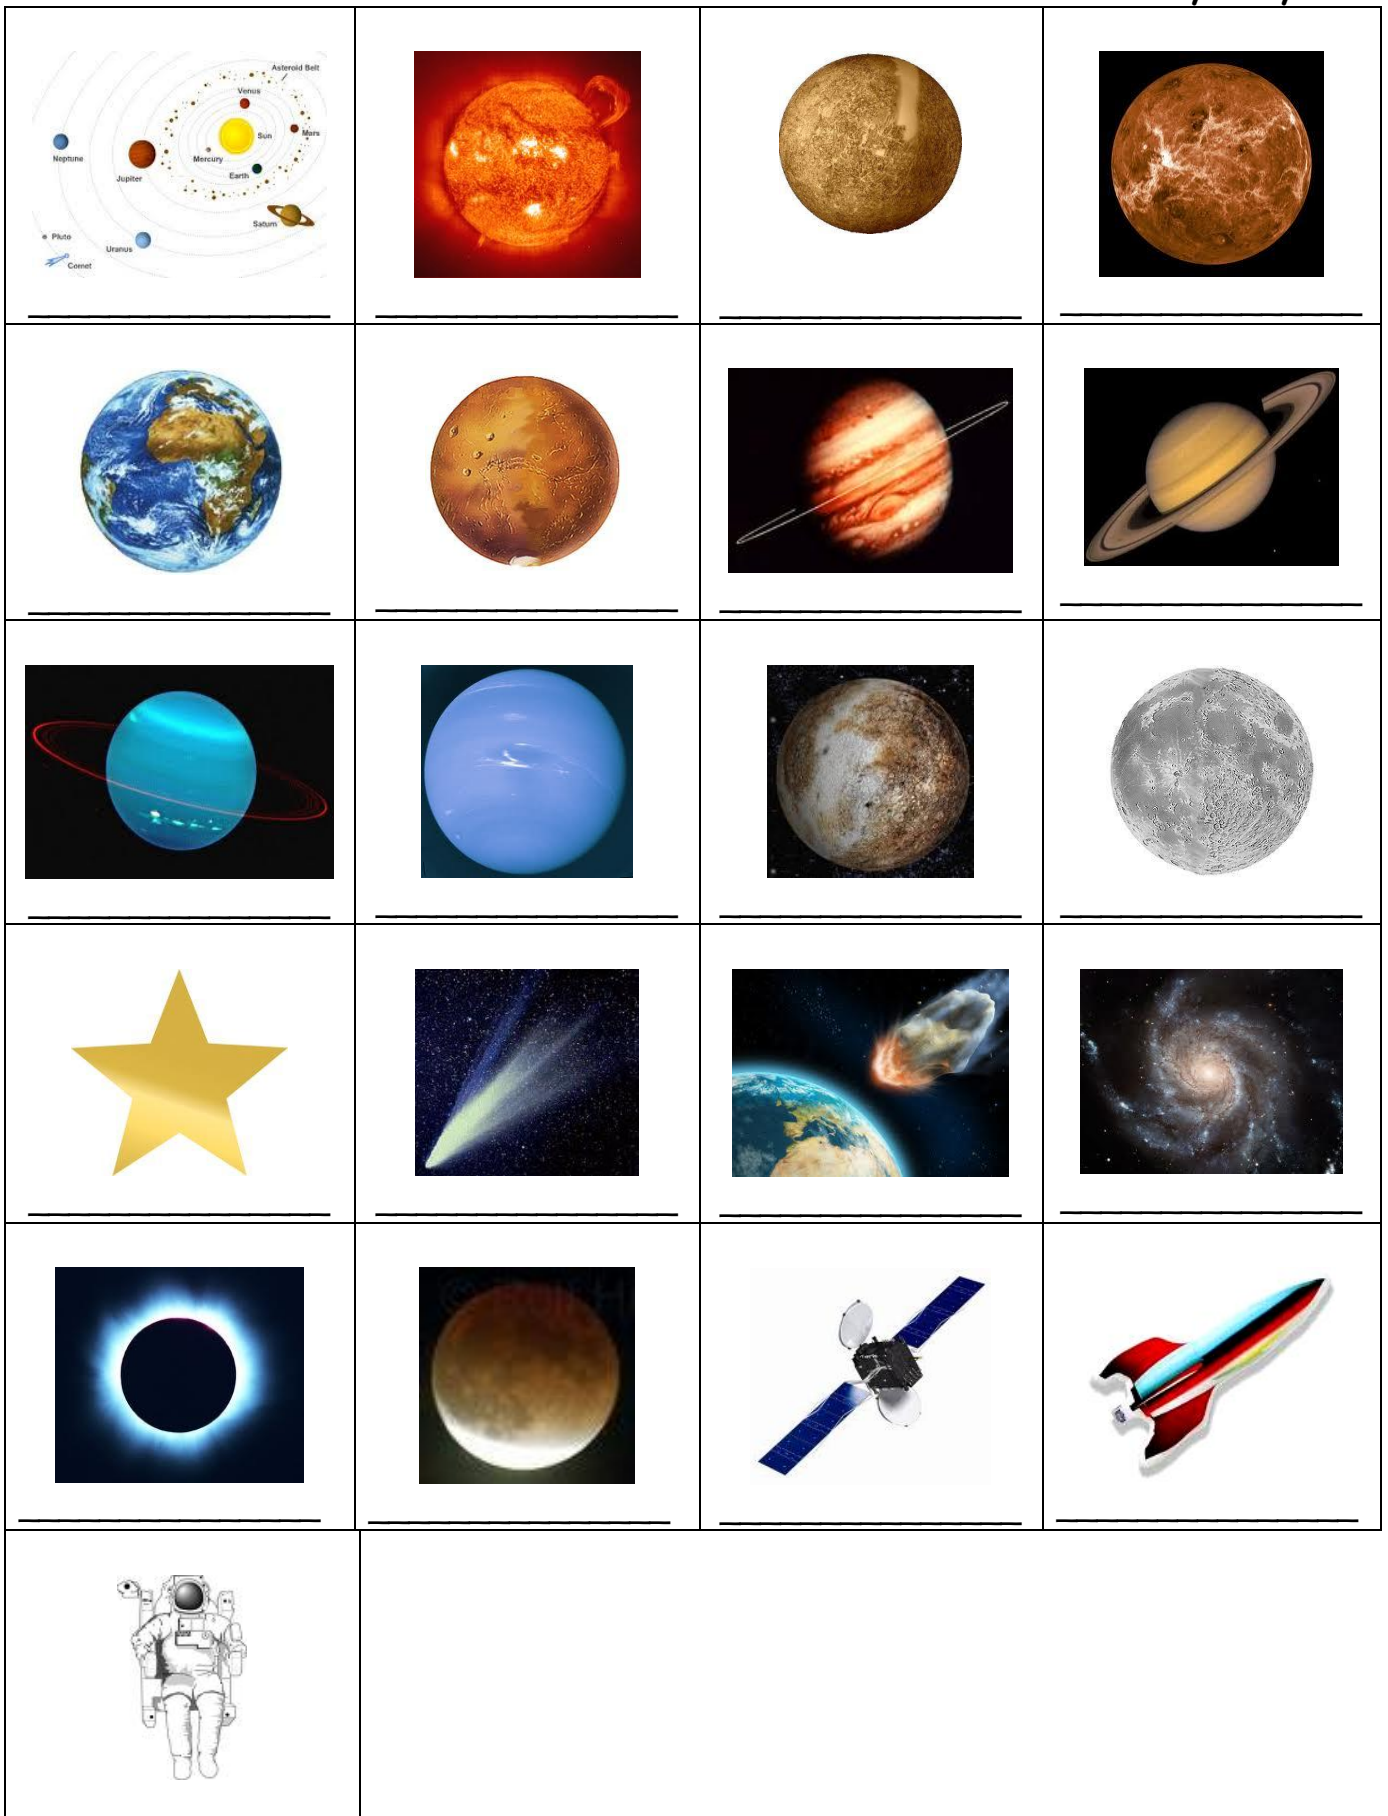 Asteroid Belt
Venus
Sun
Mars
Neptune
Mercury
Jupiter
Earth
Saturn
Pluto
Uranus
Comet